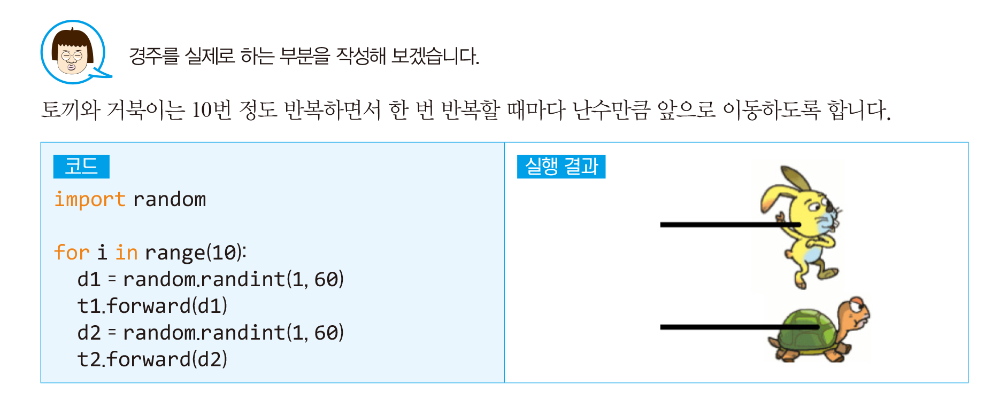 경주를 실제로 하는 부분을 작성해 보겠습니다.
토끼와 거북이는 10번 정도 반복하면서 한 번 반복할 때마다 난수만큼 앞으로 이동하도록 합니다.
코드
import random
for i in range(10):
d1 = random.randint(1, 60)
t1.forward(d1)
d2 = random.randint(1, 60)
t2.forward(d2)
실행 결과